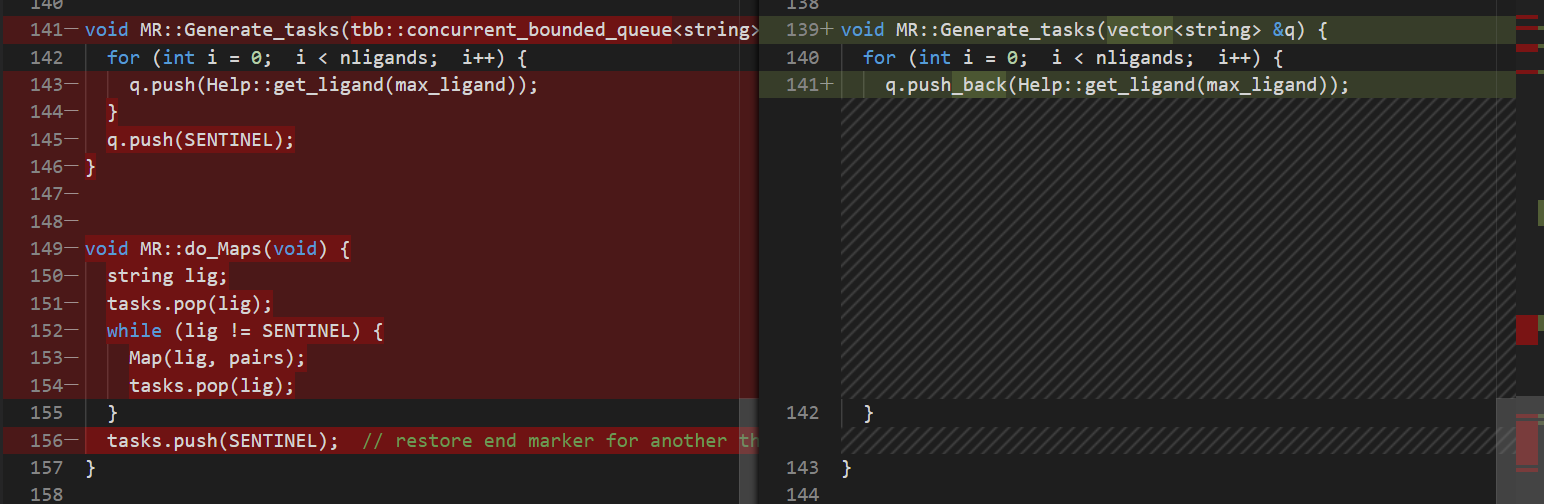 140
141— void MR::Generate_tasks(tbb::concurrent_bounded_queue<string>
142 for (int i = 0;  i < nligands;  i++) {
143— q.push(Help::get_ligand(max_ligand));
144— }
145— q.push(SENTINEL);
146— }
147—
148—
149— void MR::do_Maps(void) {
150— string lig;
151— tasks.pop(lig);
152— while (lig != SENTINEL) {
153— Map(lig, pairs);
154— tasks.pop(lig);
155 }
156— tasks.push(SENTINEL);  // restore end marker for another th
157 }
158
138
139+ void MR::Generate_tasks(vector<string> &q) {
140 for (int i = 0;  i < nligands;  i++) {
141+ q.push_back(Help::get_ligand(max_ligand));
142 }
143 }
144